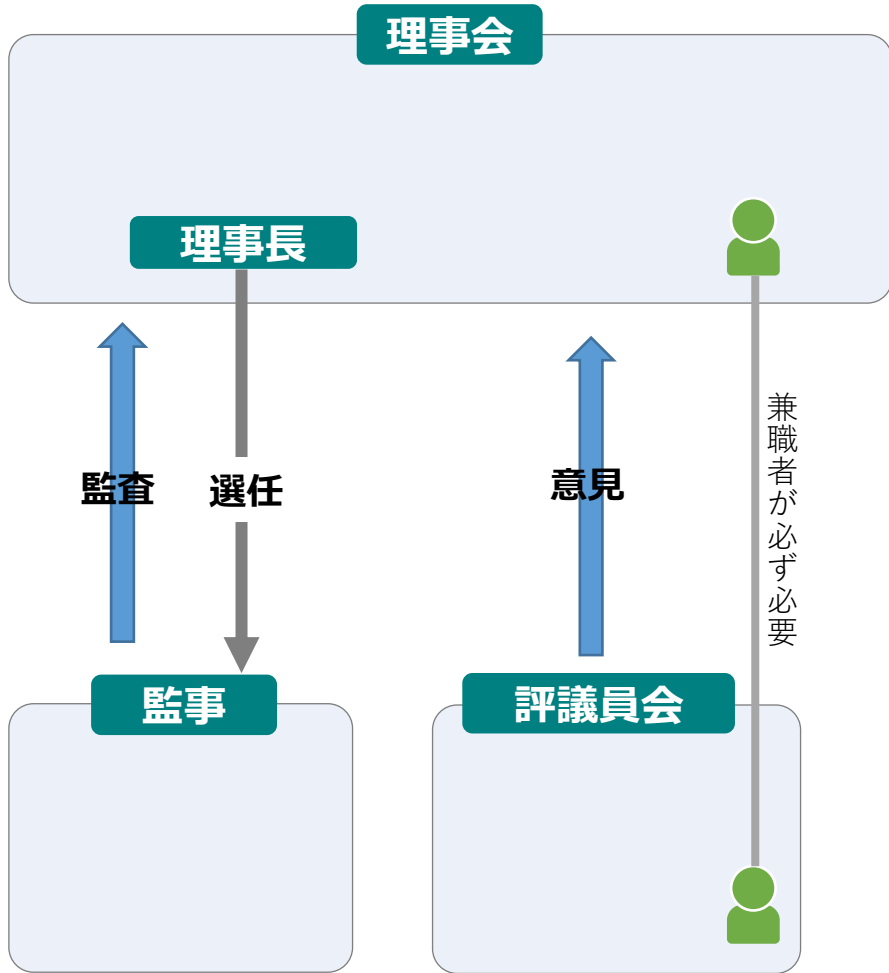 理事会
理事長
監査
選任
意見
兼職者が必ず必要
監事
評議員会